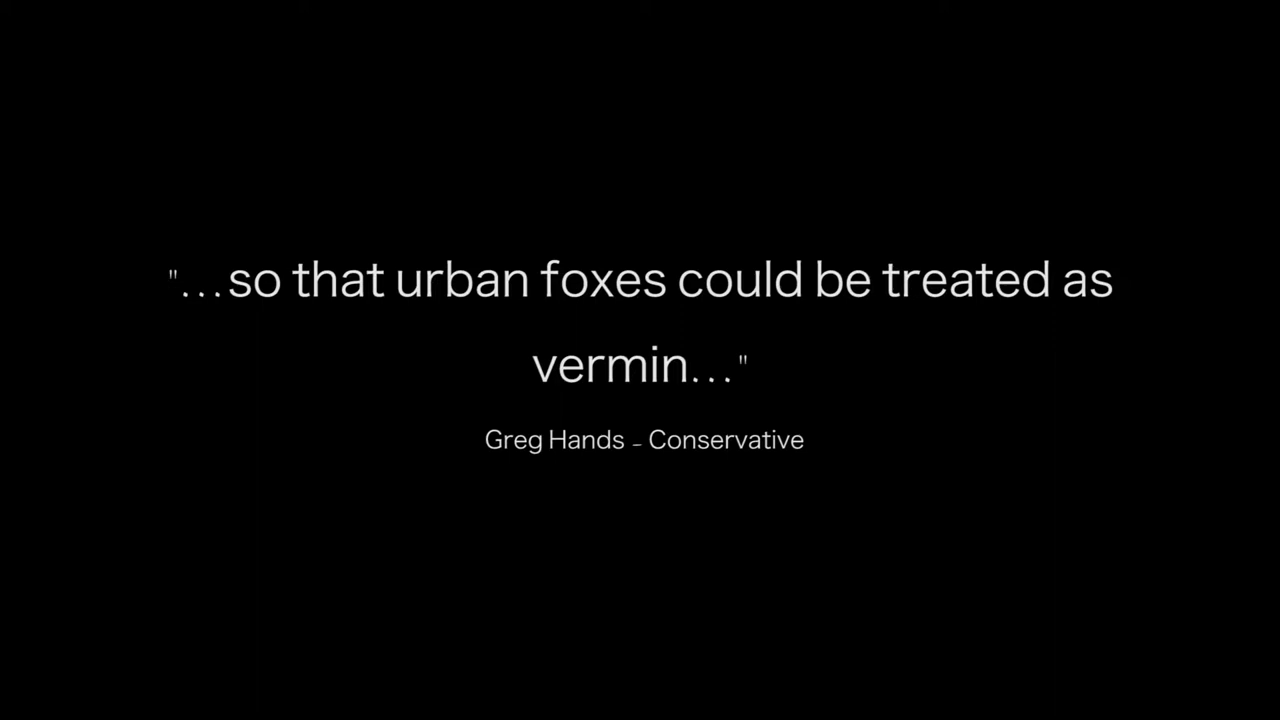 "...so that urban foxes could be treated as
vermin..."
Greg Hands - Conservative